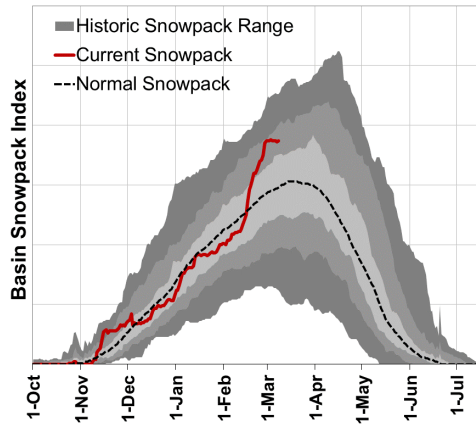 Historic Snowpack Range
Current Snowpack
Normal Snowpack
Basin Snowpack Index
1-Oct
1-Nov
1-Dec
1-Jan
1-Feb
1-Mar
1-Apr
1-May
1-Jun
1-Jul